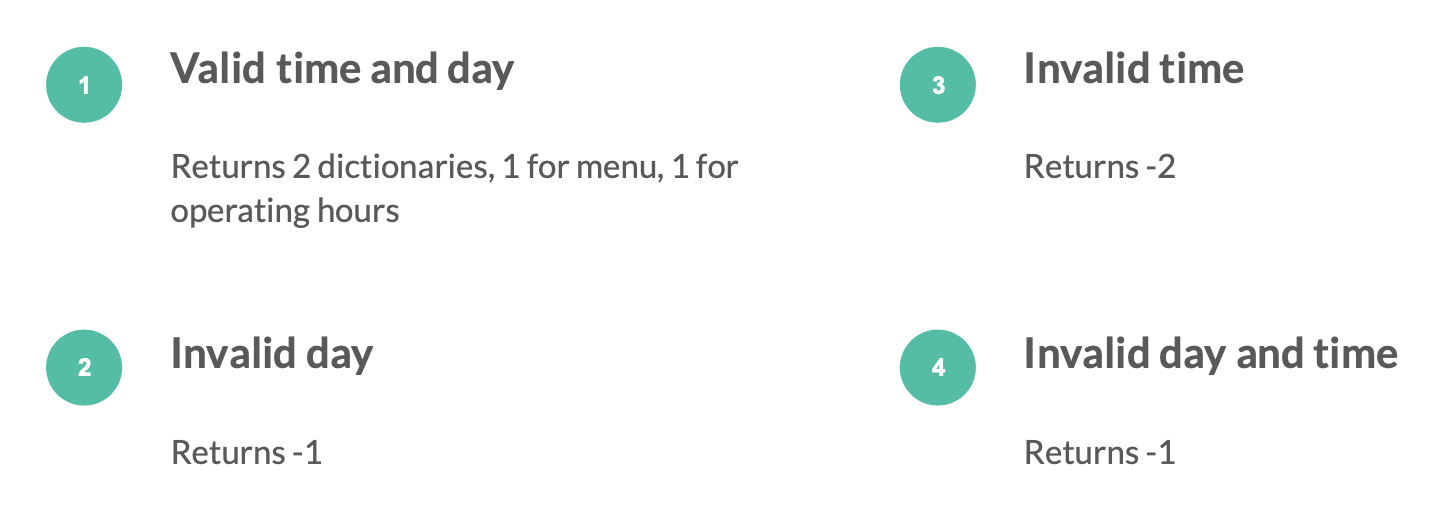 1
Valid time and day
Returns 2 dictionaries, 1 for menu, 1 for
operating hours
2
Invalid day
Returns -1
3
Invalid time
Returns -2
4
Invalid day and time
Returns -1